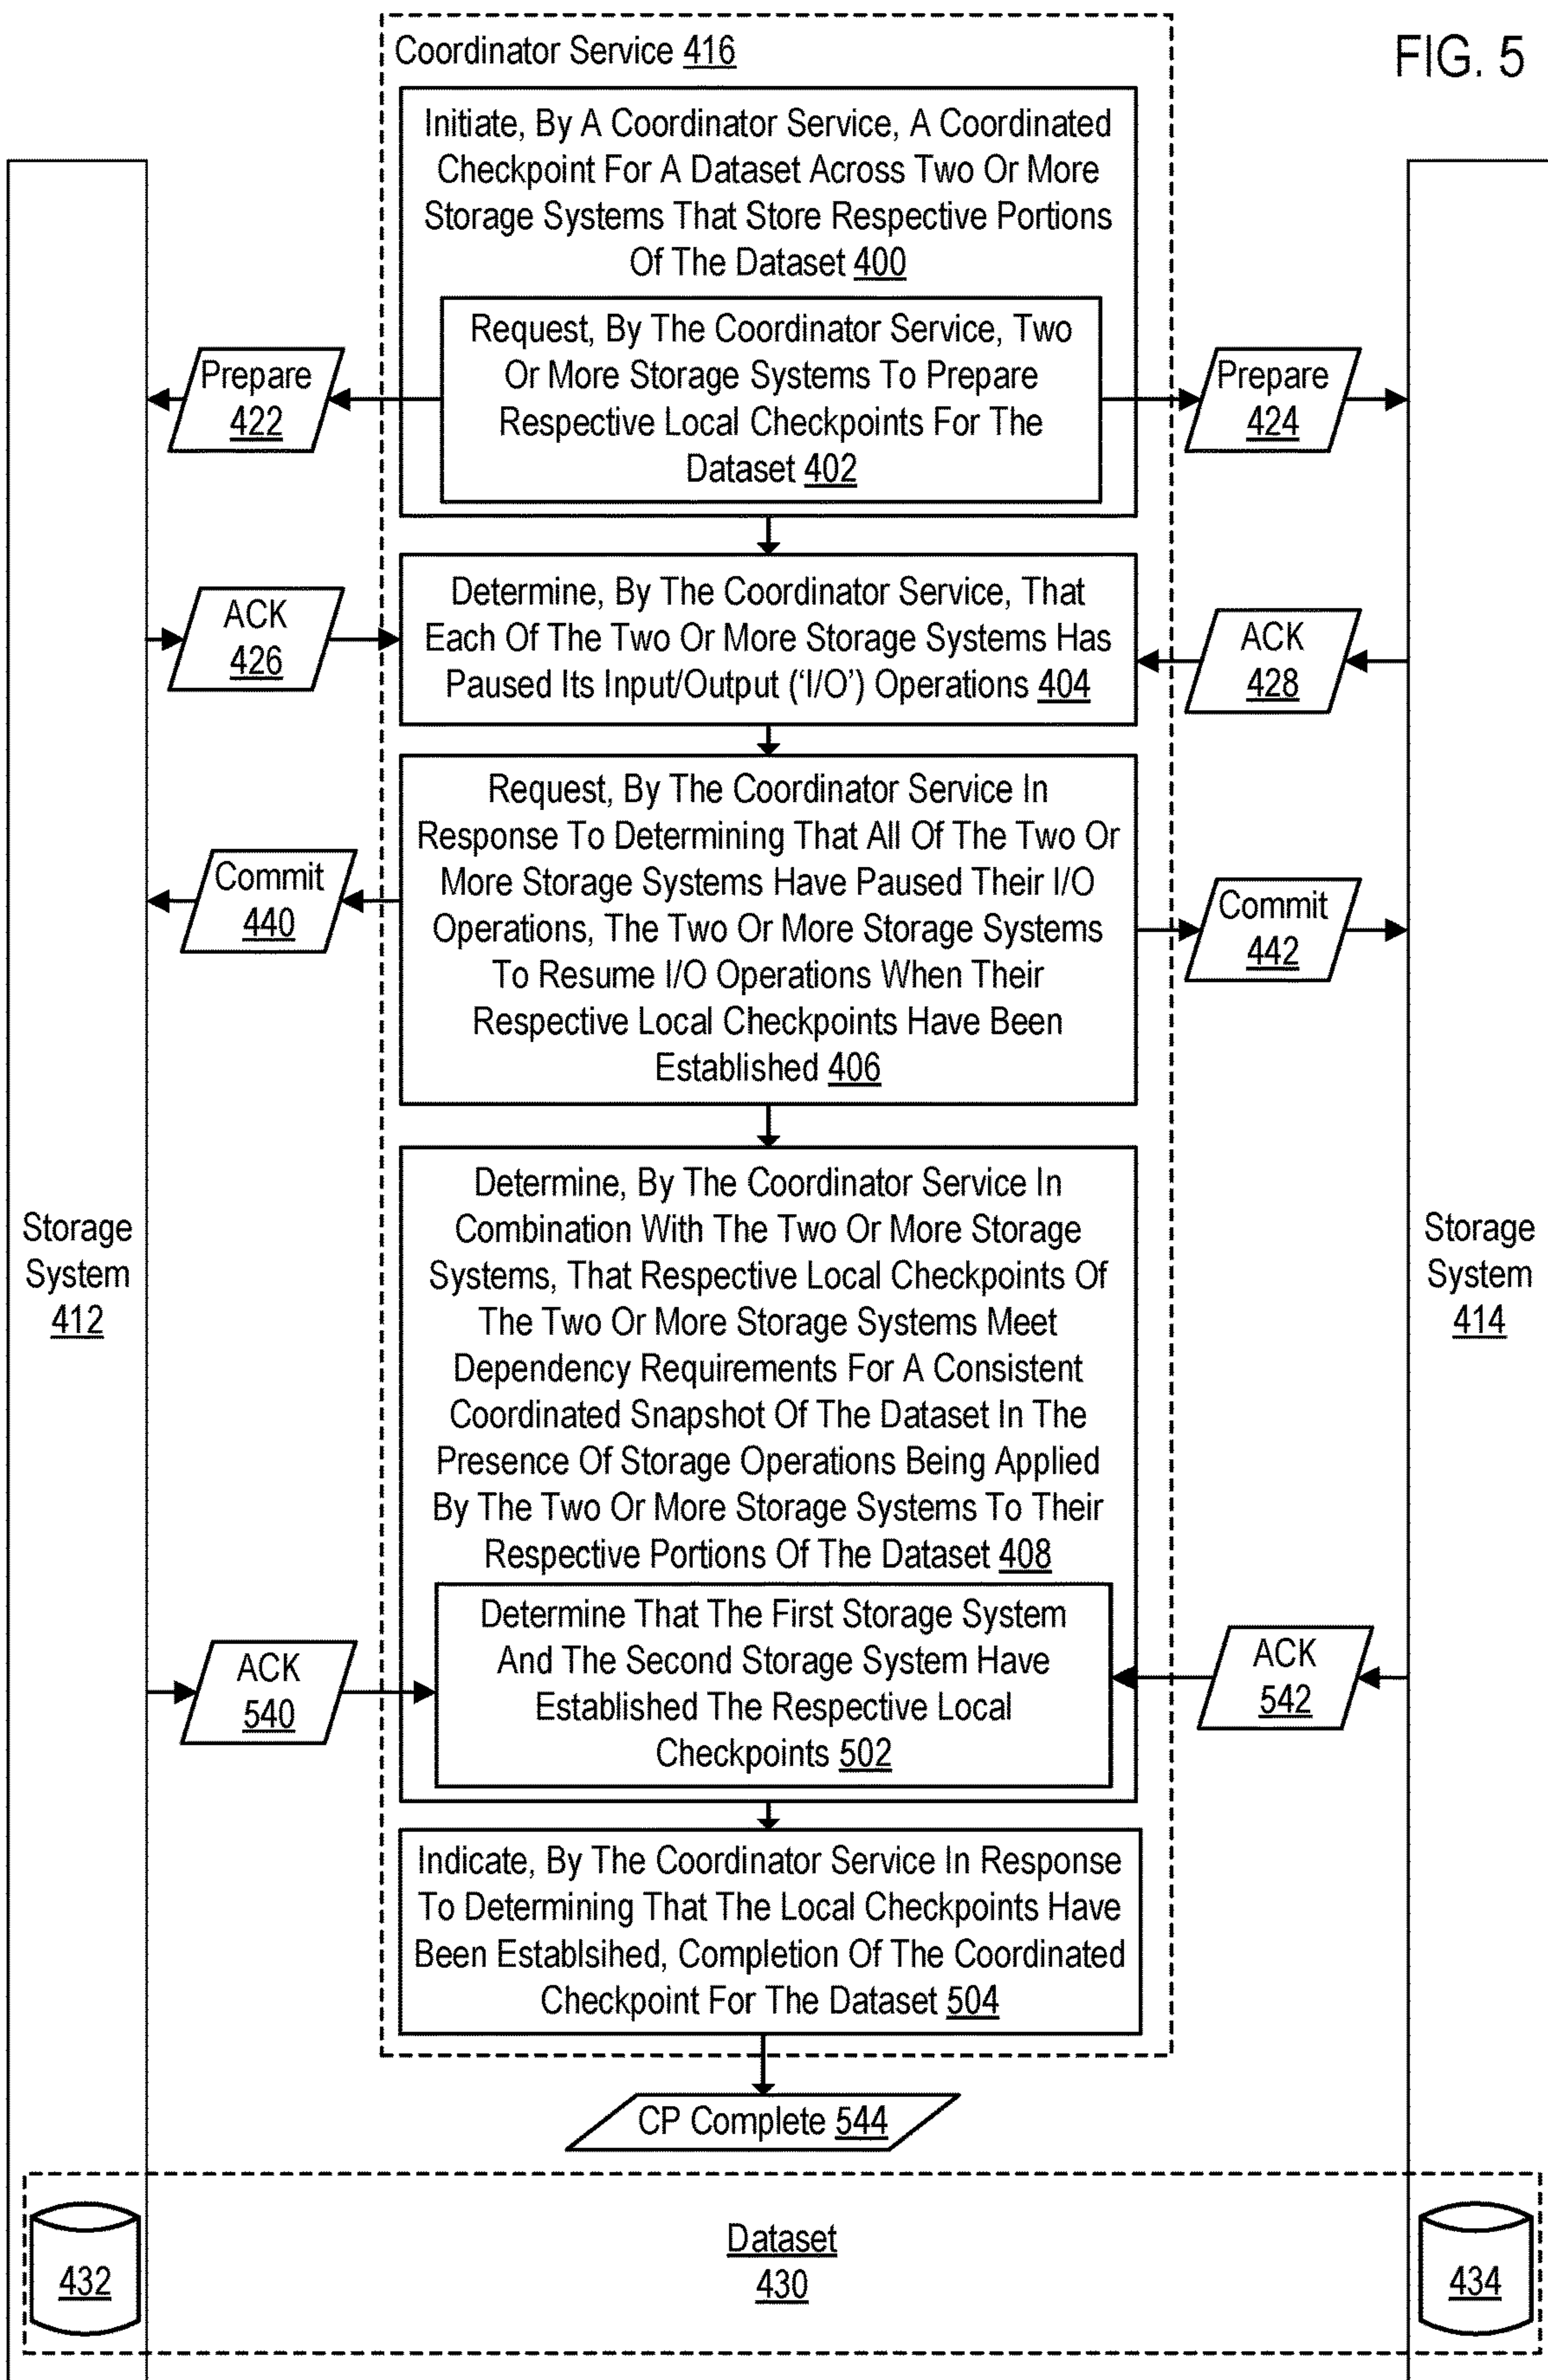 FIG. 5
Coordinator Service 416
Initiate, By A Coordinator Service, A Coordinated
Checkpoint For A Dataset Across Two Or More
Storage Systems That Store Respective Portions
Of The Dataset 400
Request, By The Coordinator Service, Two
Or More Storage Systems To Prepare
Respective Local Checkpoints For The
Dataset 402
Prepare
422
Prepare
424
Determine, By The Coordinator Service, That
Each Of The Two Or More Storage Systems Has
Paused Its Input/Output (‘I/O’) Operations 404
ACK
426
ACK
428
Request, By The Coordinator Service In
Response To Determining That All Of The Two Or
More Storage Systems Have Paused Their I/O
Operations, The Two Or More Storage Systems
To Resume I/O Operations When Their
Respective Local Checkpoints Have Been
Established 406
Commit
440
Commit
442
Storage
System
412
Storage
System
414
Determine, By The Coordinator Service In
Combination With The Two Or More Storage
Systems, That Respective Local Checkpoints Of
The Two Or More Storage Systems Meet
Dependency Requirements For A Consistent
Coordinated Snapshot Of The Dataset In The
Presence Of Storage Operations Being Applied
By The Two Or More Storage Systems To Their
Respective Portions Of The Dataset 408
Determine That The First Storage System
And The Second Storage System Have
Established The Respective Local
Checkpoints 502
ACK
540
ACK
542
Indicate, By The Coordinator Service In Response
To Determining That The Local Checkpoints Have
Been Establsihed, Completion Of The Coordinated
Checkpoint For The Dataset 504
CP Complete 544
432
Dataset
430
434